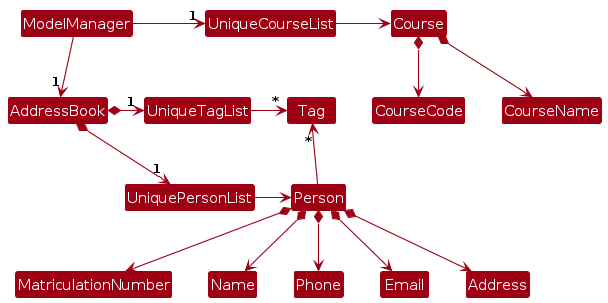 ModelManager 1 UniqueCourseList Course
1
AddressBook 1 UniqueTagList * Tag CourseCode CourseName
*
1
UniquePersonList Person
MatriculationNumber Name Phone Email Address